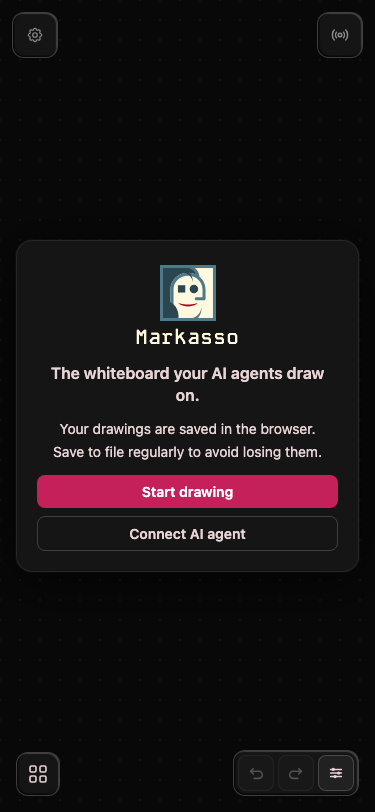 Markasso
The whiteboard your AI agents draw
on.
Your drawings are saved in the browser.
Save to file regularly to avoid losing them.
Start drawing
Connect AI agent